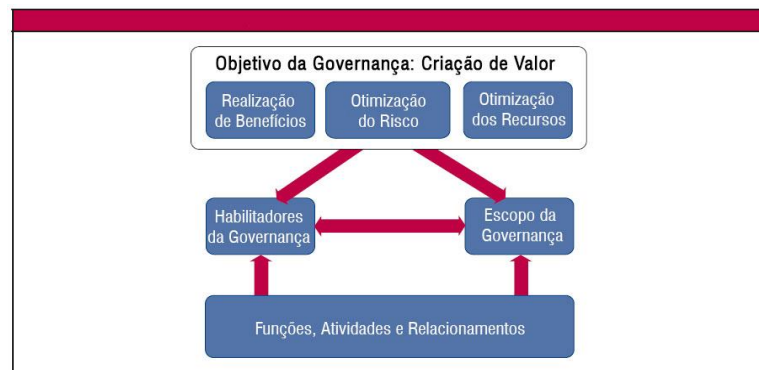 Objetivo da Governança: Criação de Valor
Realização
de Benefícios
Otimização
do Risco
Otimização
dos Recursos
Habilitadores
da Governança
Escopo da
Governança
Funções, Atividades e Relacionamentos